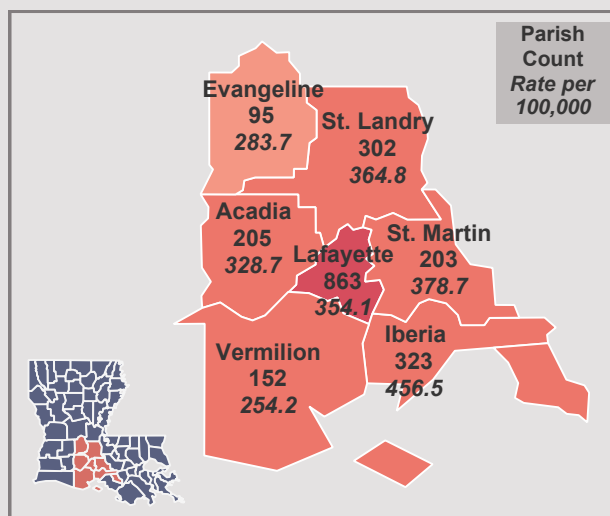 Parish
Count
Rate per
100,000
Evangeline
95
283.7
St. Landry
302
364.8
Acadia
205
328.7
Lafayette
863
354.1
St. Martin
203
378.7
Vermilion
152
254.2
Iberia
323
456.5